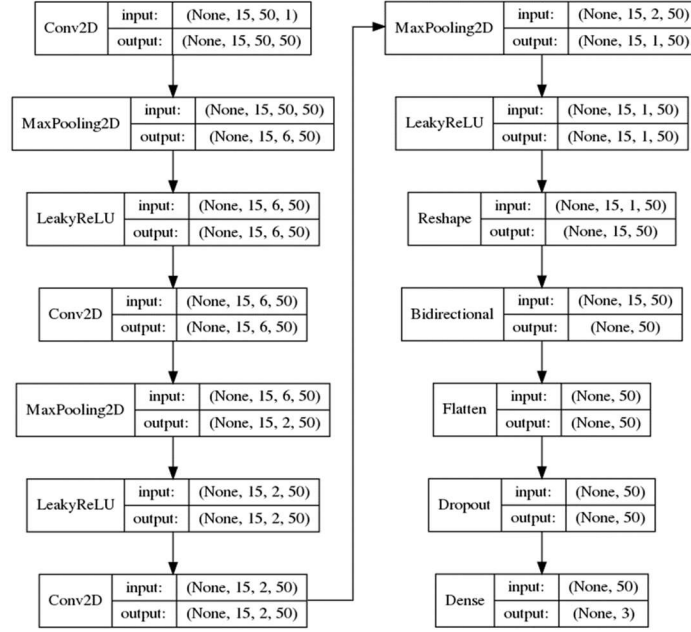 Conv2D
input: (None, 15, 50, 1)
output: (None, 15, 50, 50)
MaxPooling2D
input: (None, 15, 50, 50)
output: (None, 15, 6, 50)
LeakyReLU
input: (None, 15, 6, 50)
output: (None, 15, 6, 50)
Conv2D
input: (None, 15, 6, 50)
output: (None, 15, 6, 50)
MaxPooling2D
input: (None, 15, 6, 50)
output: (None, 15, 2, 50)
LeakyReLU
input: (None, 15, 2, 50)
output: (None, 15, 2, 50)
Conv2D
input: (None, 15, 2, 50)
output: (None, 15, 2, 50)
MaxPooling2D
input: (None, 15, 2, 50)
output: (None, 15, 1, 50)
LeakyReLU
input: (None, 15, 1, 50)
output: (None, 15, 1, 50)
Reshape
input: (None, 15, 1, 50)
output: (None, 15, 50)
Bidirectional
input: (None, 15, 50)
output: (None, 50)
Flatten
input: (None, 50)
output: (None, 50)
Dropout
input: (None, 50)
output: (None, 50)
Dense
input: (None, 50)
output: (None, 3)